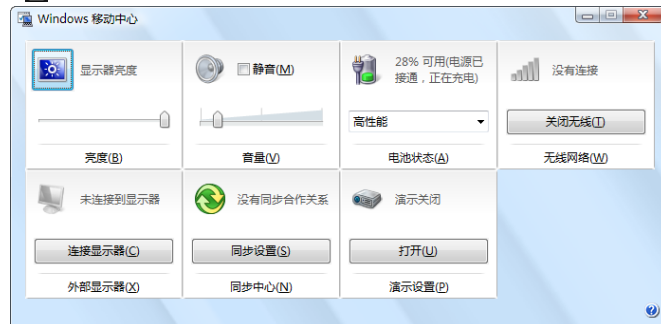 Windows 移动中心
显示器亮度
亮度(B)
静音(M)
音量(V)
28% 可用(电源已
接通，正在充电)
高性能
电池状态(A)
没有连接
关闭无线(T)
无线网络(W)
未连接到显示器
连接显示器(C)
外部显示器(X)
没有同步合作关系
同步设置(S)
同步中心(N)
演示关闭
打开(U)
演示设置(P)